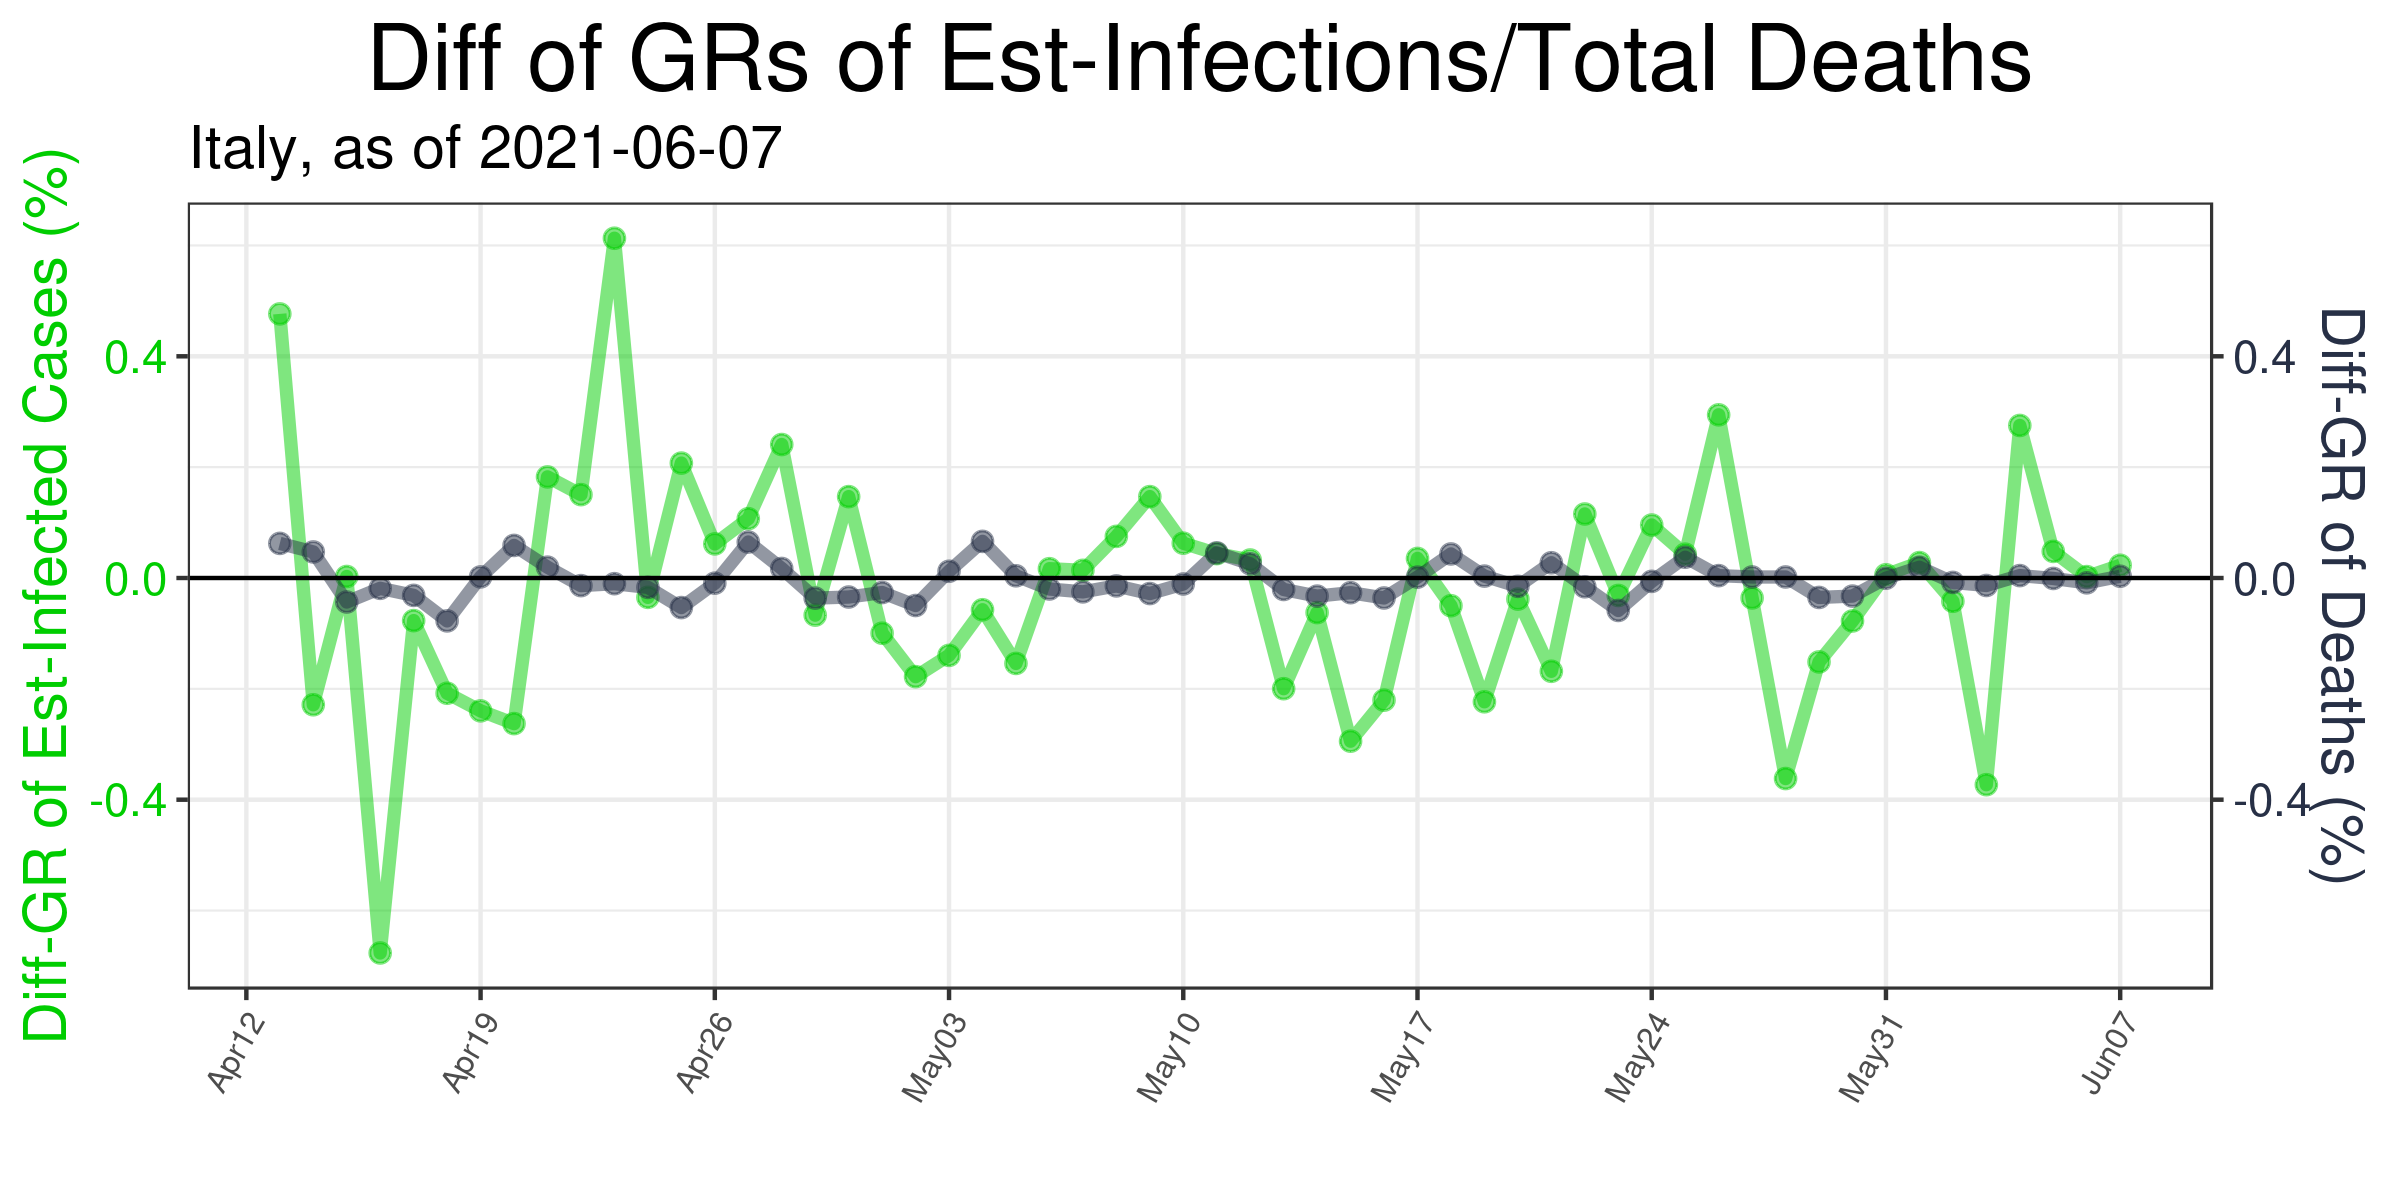 Diff of GRs of Est-Infections/Total Deaths
Italy, as of 2021-06-07
Diff-GR of Est-Infected Cases (%)
0.4
0.0
-0.4
0.4
0.0
-0.4
Diff-GR of Deaths (%)
Apr12
Apr19
Apr26
May03
May10
May17
May24
May31
Jun07